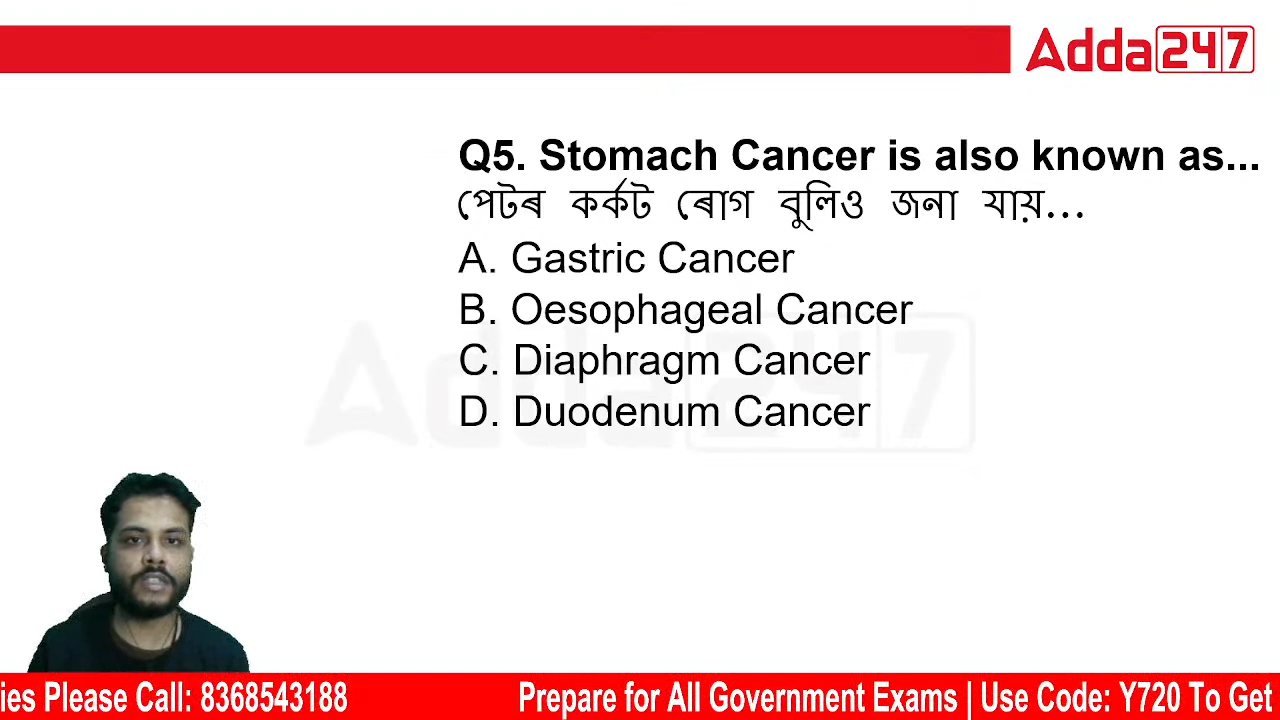 Adda247
Q5. Stomach Cancer is also known as...
পেটৰ কৰ্কট ৰোগ বুলিও জনা যায়...
A. Gastric Cancer
B. Oesophageal Cancer
C. Diaphragm Cancer
D. Duodenum Cancer
Adda247
ies Please Call: 8368543188 Prepare for All Government Exams | Use Code: Y720 To Get